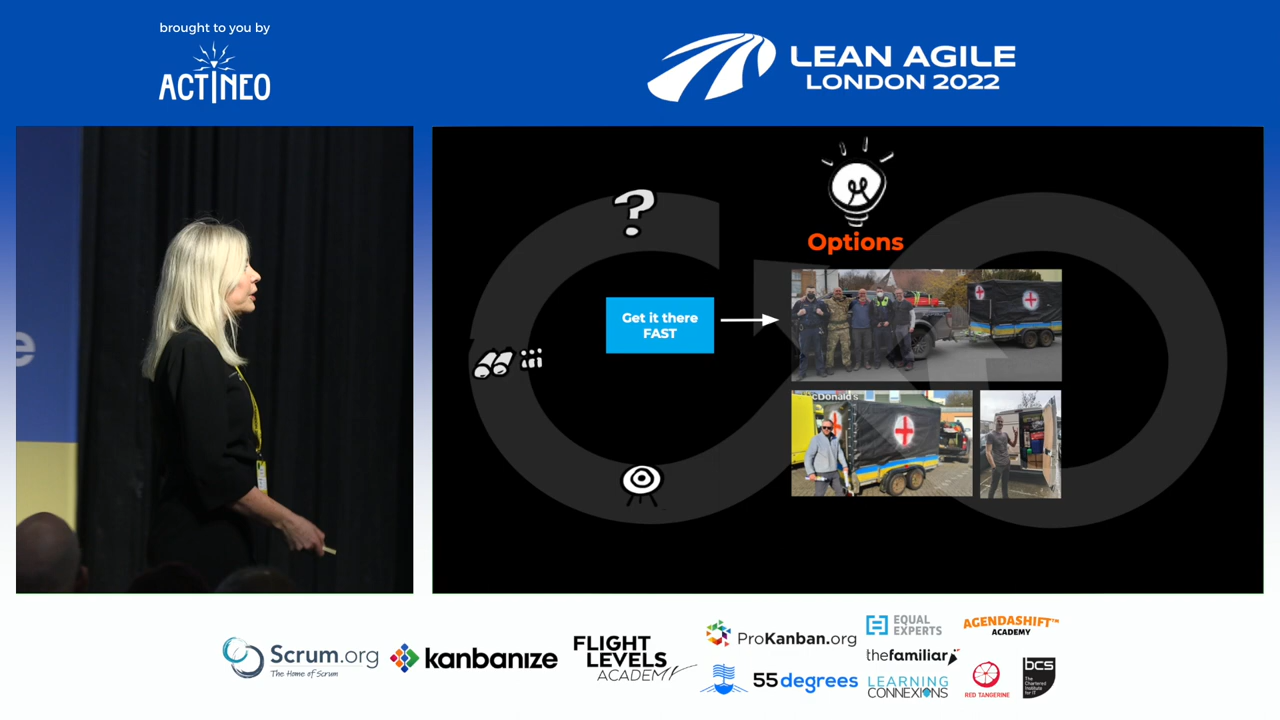 brought to you by
ACTINEO
LEAN AGILE
LONDON 2022
e
?
Options
Get it there
FAST
cDonald's
Scrum.org
The Home of Scrum
kanbanize
FLIGHT
LEVELS
ACADEMY
ProKanban.org
55degrees
EQUAL
EXPERTS
AGENDASHIFT™
ACADEMY
thefamiliar
LEARNING
CONNEXIONS
RED TANGERINE
bcs
The
Chartered
Institute
for IT